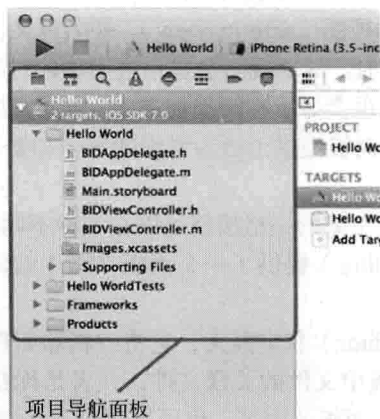 Hello World
iPhone Retina (3.5-inc
Hello World
2 targets, iOS SDK 7.0
Hello World
BIDAppDelegate.h
BIDAppDelegate.m
Main.storyboard
BIDViewController.h
BIDViewController.m
Images.xcassets
Supporting Files
Hello WorldTests
Frameworks
Products
PROJECT
Hello Wo
TARGETS
Hello Wo
Hello Wo
Add Targ
项目导航面板